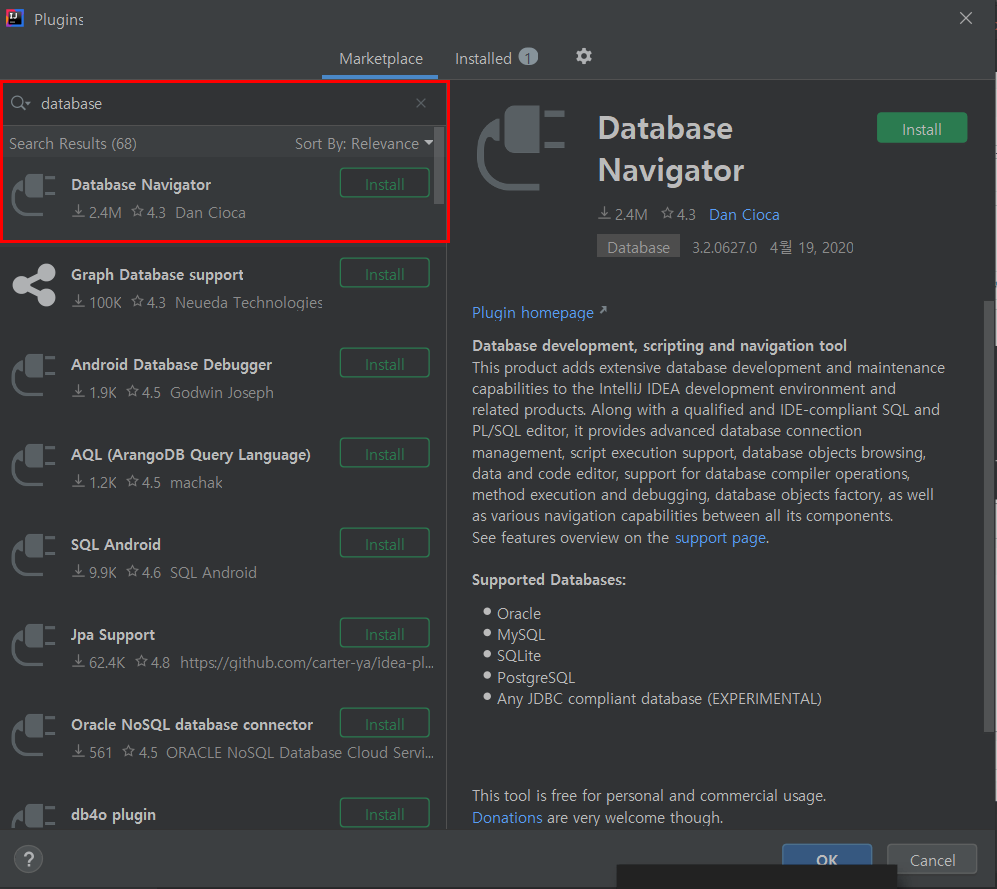 Plugins
Marketplace
Installed 1
database
Search Results (68)
Sort By: Relevance
Database Navigator
Install
2.4M 4.3 Dan Cioca
Graph Database support
Install
100K 4.3 Neueda Technologies
Android Database Debugger
Install
1.9K 4.5 Godwin Joseph
AQL (ArangoDB Query Language)
Install
1.2K 4.5 machak
SQL Android
Install
9.9K 4.6 SQL Android
Jpa Support
Install
62.4K 4.8 https://github.com/carter-ya/idea-pl...
Oracle NoSQL database connector
Install
561 4.5 ORACLE NoSQL Database Cloud Servi...
db4o plugin
Install
Database
Navigator
Install
2.4M 4.3 Dan Cioca
Database 3.2.0627.0 4월 19, 2020
Plugin homepage
Database development, scripting and navigation tool
This product adds extensive database development and maintenance
capabilities to the IntelliJ IDEA development environment and
related products. Along with a qualified and IDE-compliant SQL and
PL/SQL editor, it provides advanced database connection
management, script execution support, database objects browsing,
data and code editor, support for database compiler operations,
method execution and debugging, database objects factory, as well
as various navigation capabilities between all its components.
See features overview on the support page.
Supported Databases:
Oracle
MySQL
SQLite
PostgreSQL
Any JDBC compliant database (EXPERIMENTAL)
This tool is free for personal and commercial usage.
Donations are very welcome though.
?
OK
Cancel